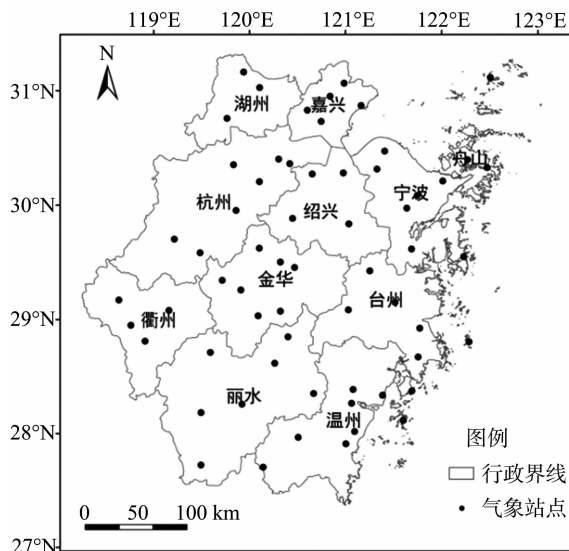 119°E 120°E 121°E 122°E 123°E
N
31°N
湖州 嘉兴
舟山
30°N
杭州 绍兴 宁波
金华
29°N
衢州 台州
丽水
28°N
温州
图例
行政界线
气象站点
0 50 100 km
27°N